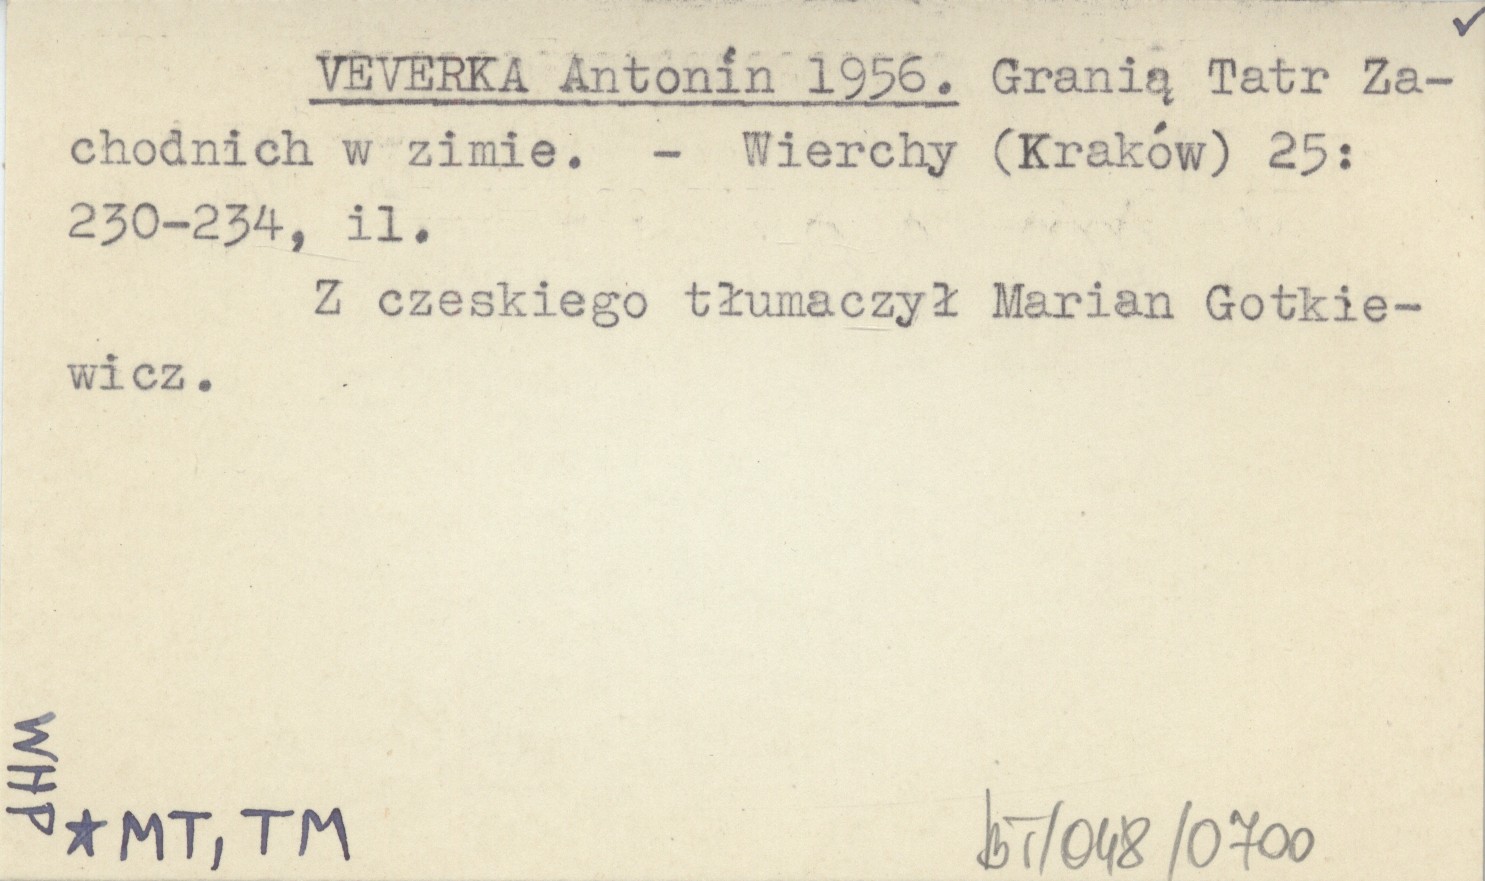 VEVERKA Antonín 1956. Granią Tatr Za-
chodnich w zimie. - Wierchy (Kraków) 25:
230-234, il.
Z czeskiego tłumaczył Marian Gotkie-
wicz.
WHP
*MT, TM
bT/048/0700